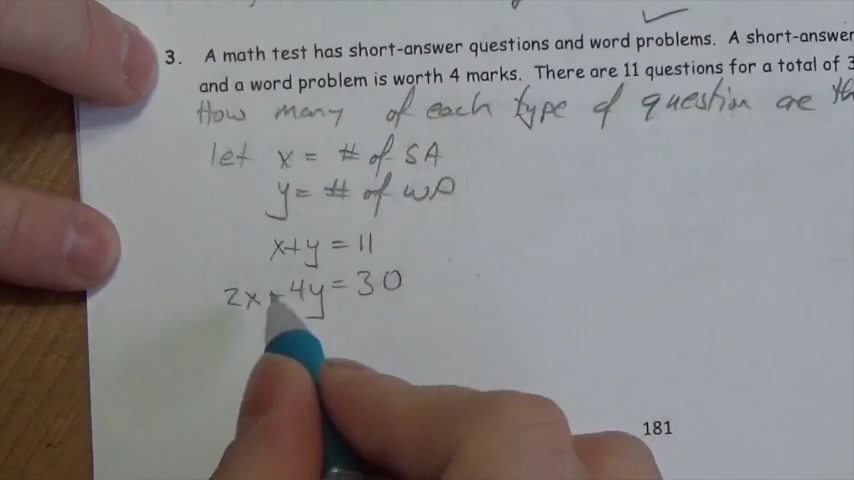 3. A math test has short-answer questions and word problems. A short-answer
and a word problem is worth 4 marks. There are 11 questions for a total of 3
How many of each type of question are th
let x = # of SA
y = # of WP
x+y = 11
2x+4y = 30
181